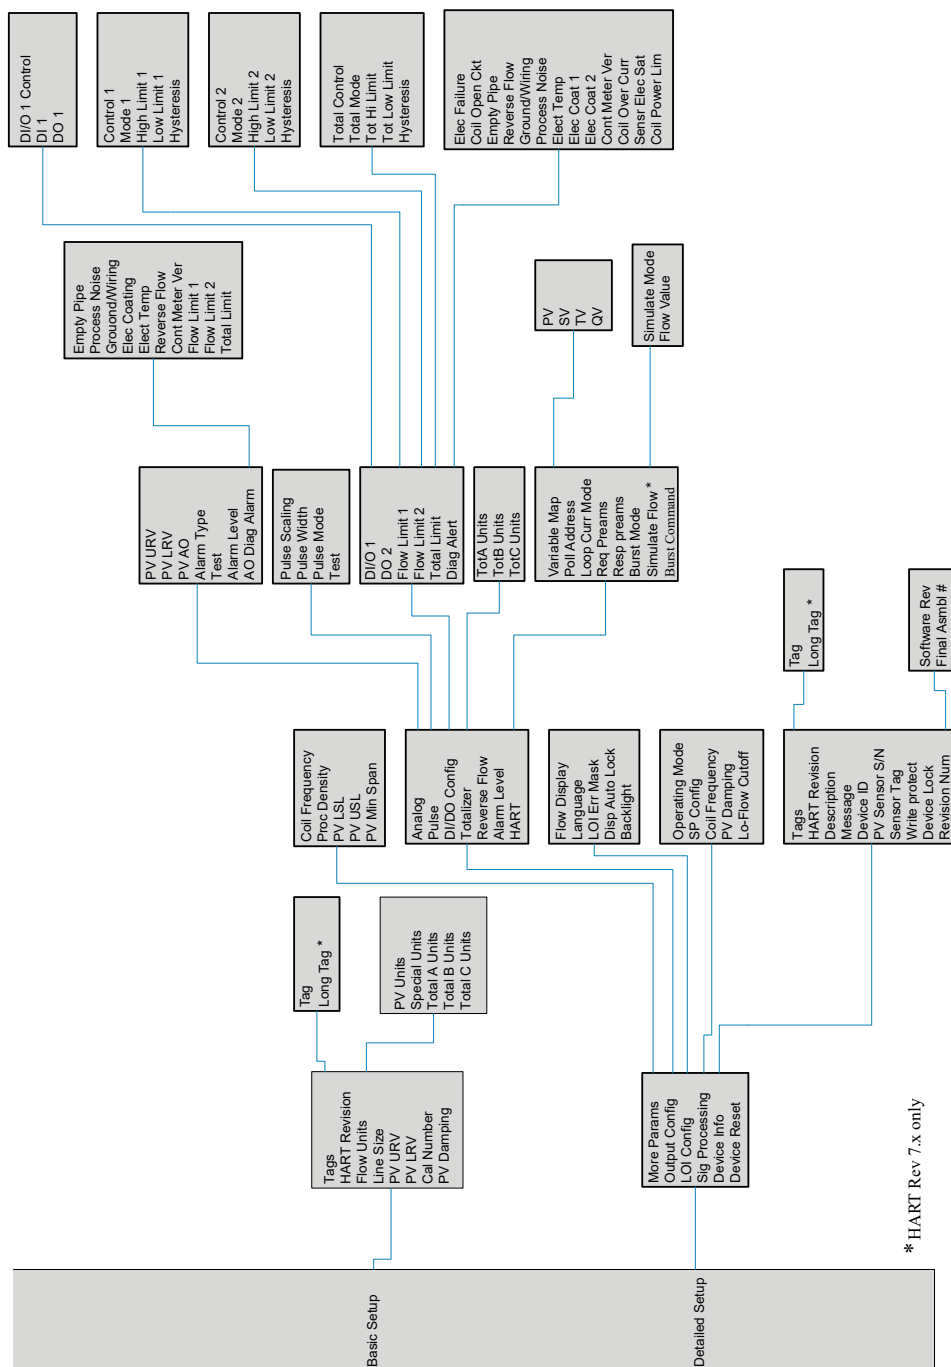 Basic Setup
Detailed Setup
Tags
HART Revision
Flow Units
Line Size
PV URV
PV LRV
Cal Number
PV Damping
More Params
Output Config
LOI Config
Sig Processing
Device Info
Device Reset
Tag
Long Tag *
PV Units
Special Units
Total A Units
Total B Units
Total C Units
Coil Frequency
Proc Density
PV LSL
PV USL
PV Min Span
Analog
Pulse
DI/DO Config
Totalizer
Reverse Flow
Alarm Level
HART
Flow Display
Language
LOI Err Mask
Disp Auto Lock
Backlight
Operating Mode
SP Config
Coil Frequency
PV Damping
Lo-Flow Cutoff
Tags
HART Revision
Description
Message
Device ID
PV Sensor S/N
Sensor Tag
Write protect
Device Lock
Revision Num
PV URV
PV LRV
PV AO
Alarm Type
Test
Alarm Level
AO Diag Alarm
Pulse Scaling
Pulse Width
Pulse Mode
Test
DI/O 1
DO 2
Flow Limit 1
Flow Limit 2
Total Limit
Diag Alert
TotA Units
TotB Units
TotC Units
Variable Map
Poll Address
Loop Curr Mode
Req Preams
Resp preams
Burst Mode
Simulate Flow *
Burst Command
Tag
Long Tag *
Software Rev
Final Asmbl #
Empty Pipe
Process Noise
Grouond/Wiring
Elec Coating
Elect Temp
Reverse Flow
Cont Meter Ver
Flow Limit 1
Flow Limit 2
Total Limit
PV
SV
TV
QV
Simulate Mode
Flow Value
DI/O 1 Control
DI 1
DO 1
Control 1
Mode 1
High Limit 1
Low Limit 1
Hysteresis
Control 2
Mode 2
High Limit 2
Low Limit 2
Hysteresis
Total Control
Total Mode
Tot Hi Limit
Tot Low Limit
Hysteresis
Elec Failure
Coil Open Ckt
Empty Pipe
Reverse Flow
Ground/Wiring
Process Noise
Elect Temp
Elec Coat 1
Elec Coat 2
Cont Meter Ver
Coil Over Curr
Sensr Elec Sat
Coil Power Lim
* HART Rev 7.x only